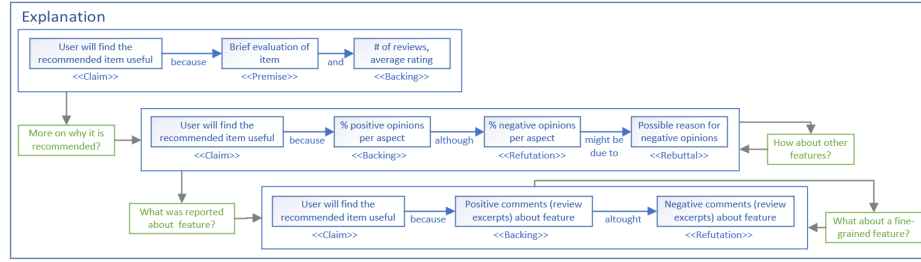 Explanation
User will find the
recommended item useful
<<Claim>>
because
Brief evaluation of
item
<<Premise>>
and
# of reviews,
average rating
<<Backing>>
More on why it is
recommended?
User will find the
recommended item useful
<<Claim>>
because
% positive opinions
per aspect
<<Backing>>
although
% negative opinions
per aspect
<<Refutation>>
might be
due to
Possible reason for
negative opinions
<<Rebuttal>>
How about other
features?
What was reported
about feature?
User will find the
recommended item useful
<<Claim>>
because
Positive comments (review
excerpts) about feature
<<Backing>>
altought
Negative comments (review
excerpts) about feature
<<Refutation>>
What about a fine-
grained feature?